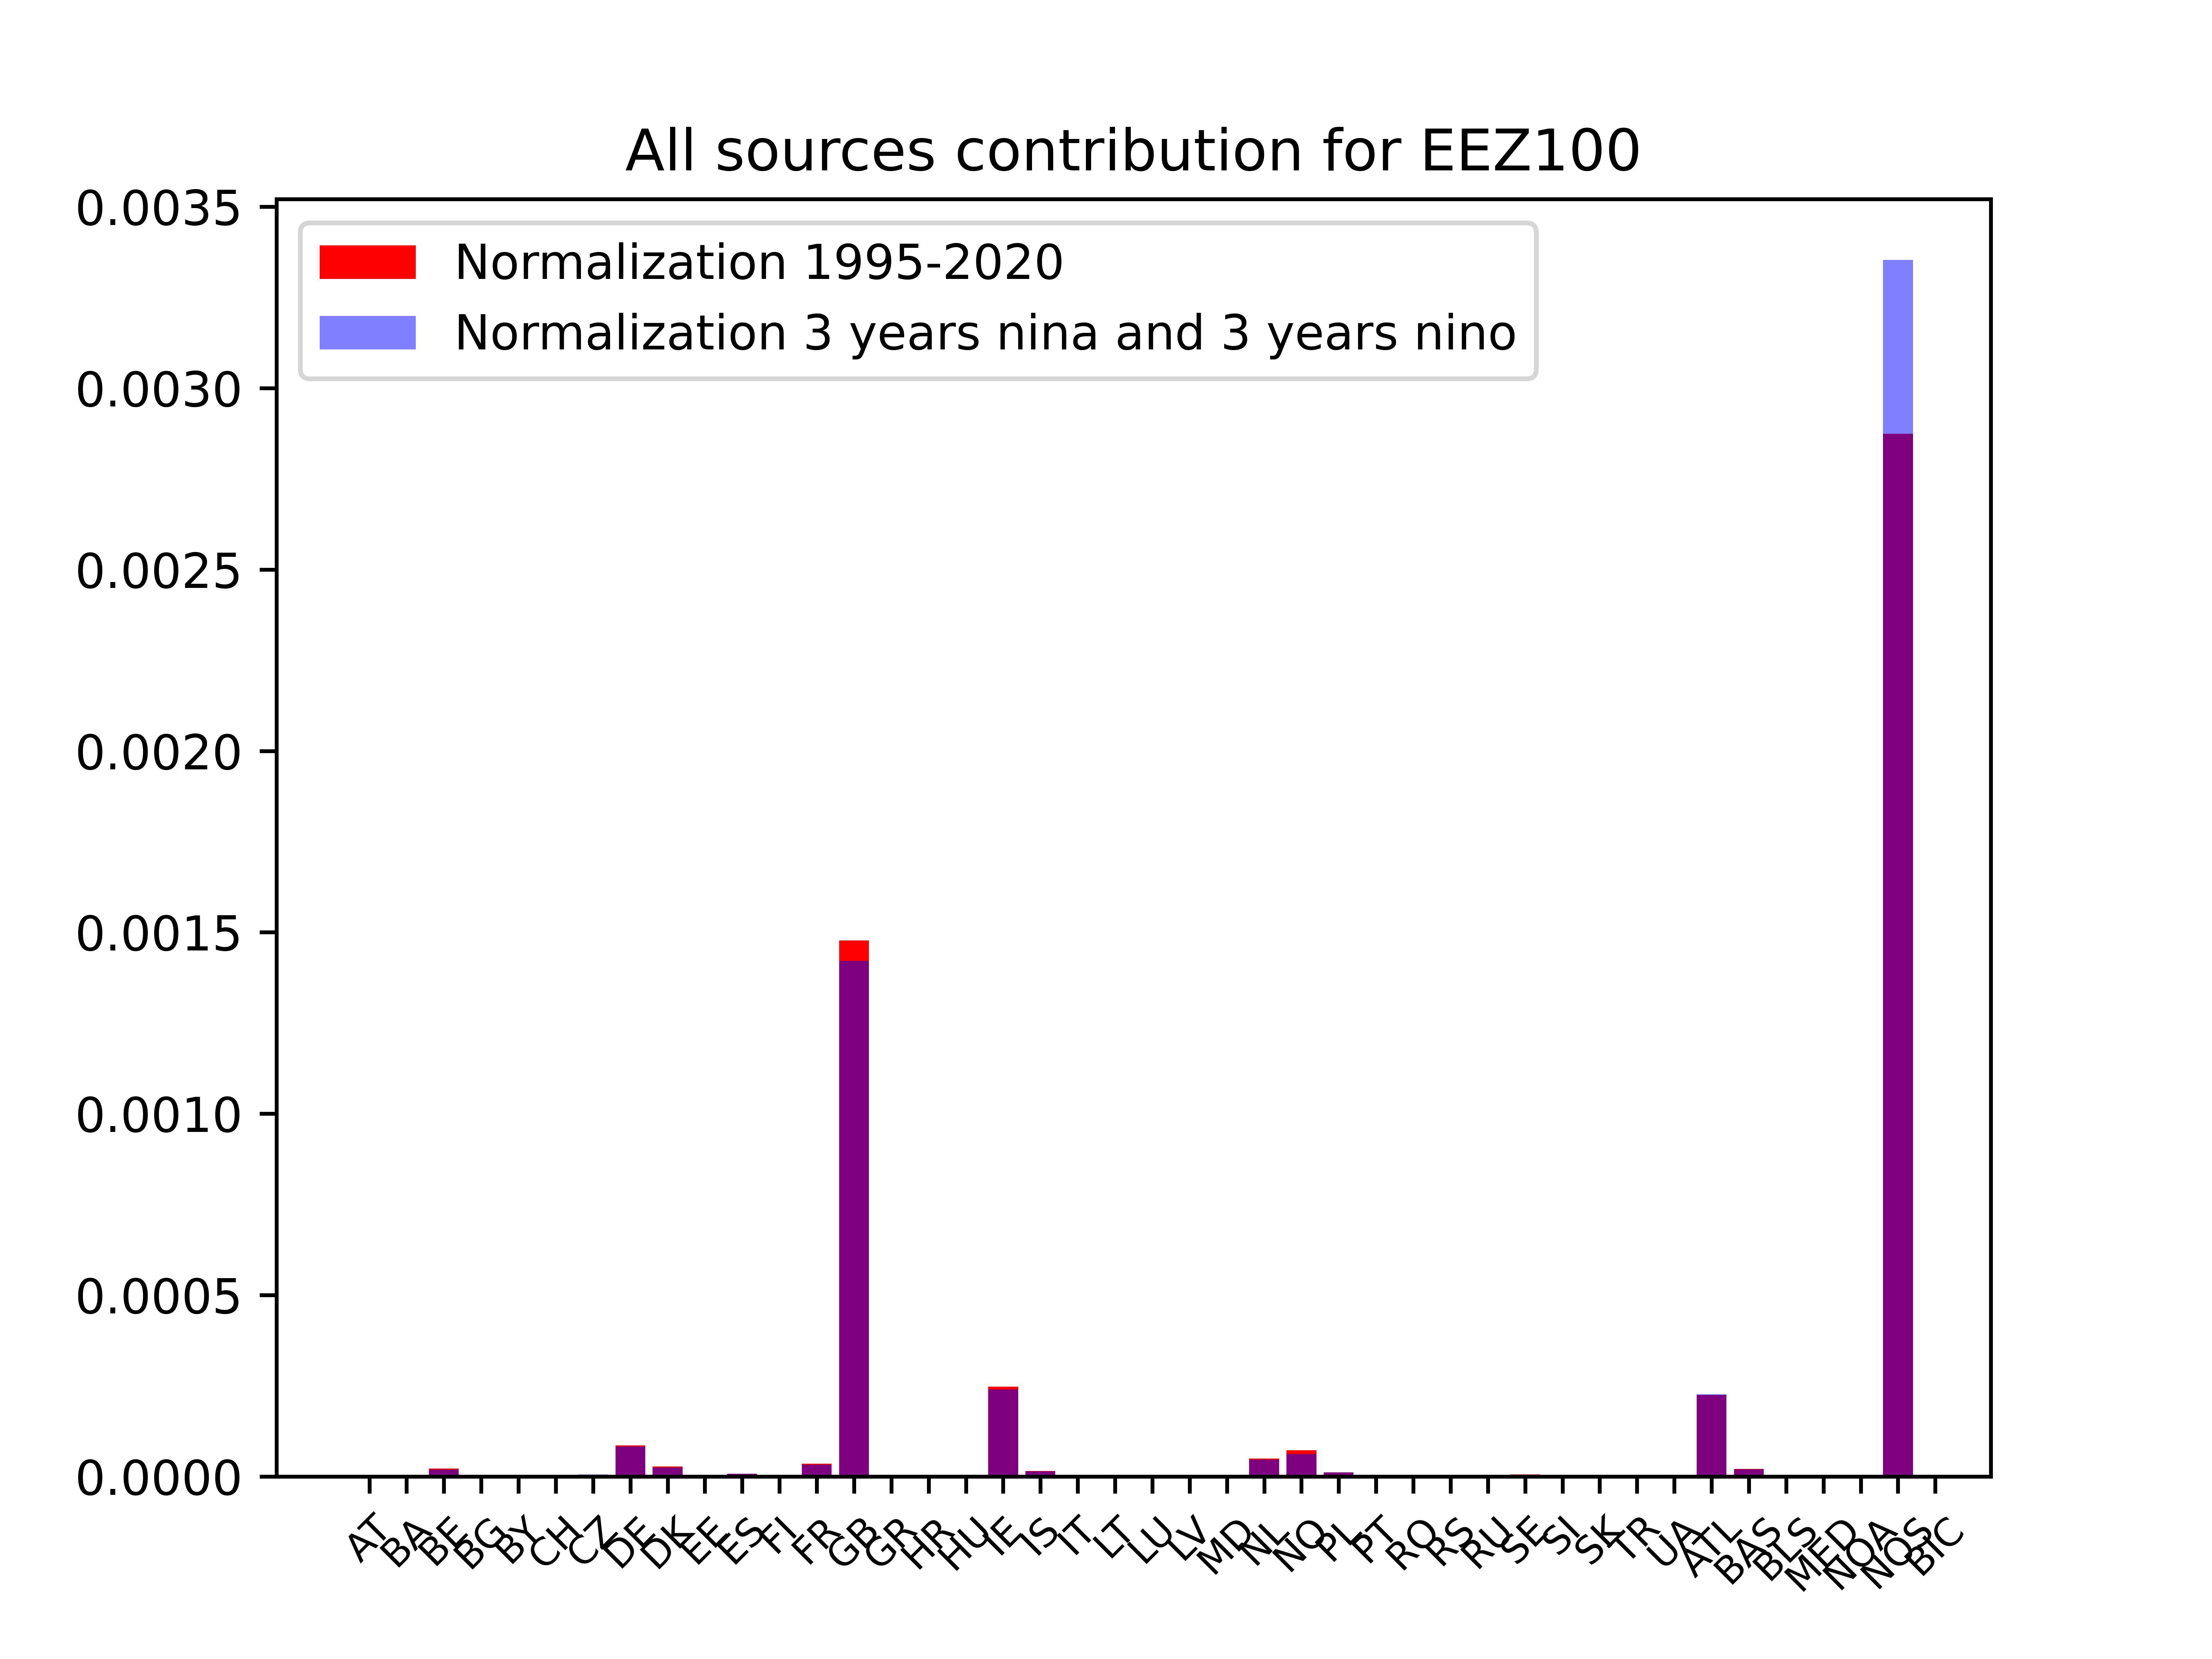 All sources contribution for EEZ100
Normalization 1995-2020
Normalization 3 years nina and 3 years nino
0.0035
0.0030
0.0025
0.0020
0.0015
0.0010
0.0005
0.0000
AT
BA
BE
BG
BY
CH
CZ
DE
DK
EE
ES
FI
FR
GB
GR
HR
HU
IE
IS
IT
LT
LU
LV
MD
NL
NO
PL
PT
RO
RS
RU
SE
SI
SK
TR
UA
ATL
BAS
BLS
MED
NOA
NOS
BIC